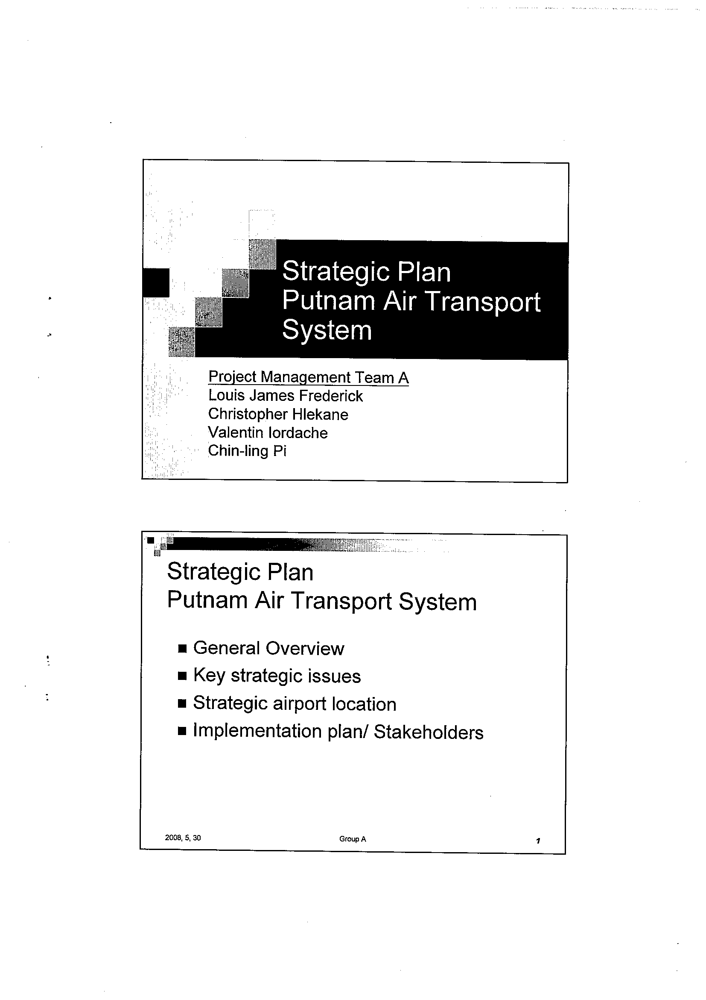 Strategic Plan
Putnam Air Transport
System
Project Management Team A
Louis James Frederick
Christopher Hlekane
Valentin Iordache
Chin-ling Pi
Strategic Plan
Putnam Air Transport System
■ General Overview
■ Key strategic issues
■ Strategic airport location
■ Implementation plan/ Stakeholders
2008, 5, 30 Group A 1